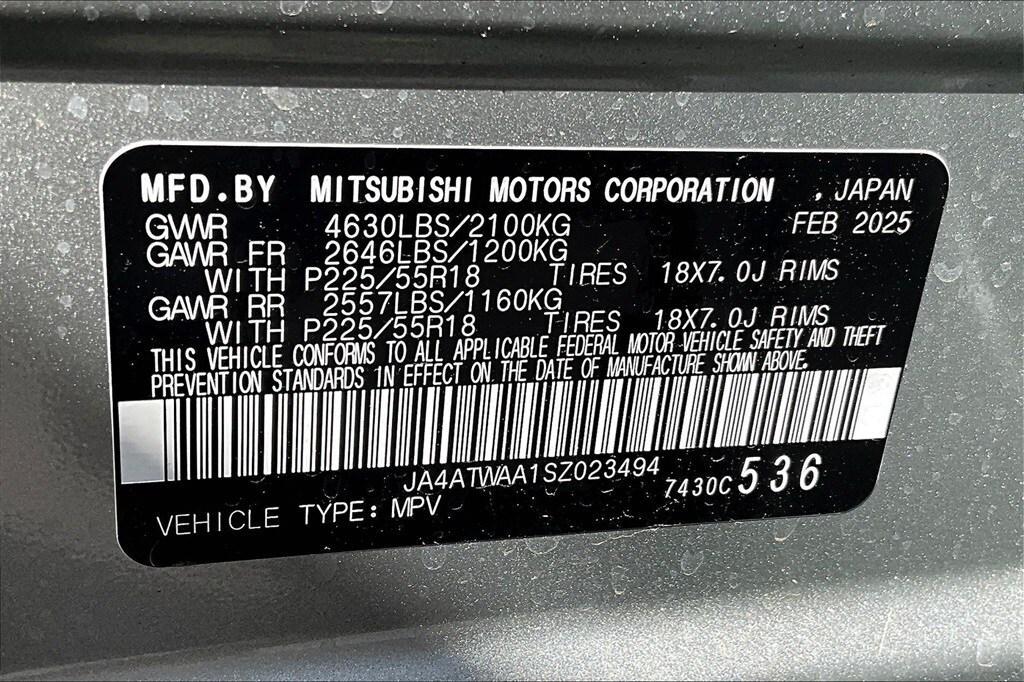 MFD.BY MITSUBISHI MOTORS CORPORATION , JAPAN
GVWR 4630LBS/2100KG FEB 2025
GAWR FR 2646LBS/1200KG
WITH P225/55R18 TIRES 18X7.0J RIMS
GAWR RR 2557LBS/1160KG
WITH P225/55R18 TIRES 18X7.0J RIMS
THIS VEHICLE CONFORMS TO ALL APPLICABLE FEDERAL MOTOR VEHICLE SAFETY AND THEFT
PREVENTION STANDARDS IN EFFECT ON THE DATE OF MANUFACTURE SHOWN ABOVE.
JA4ATWAA1SZ023494
7430C 536
VEHICLE TYPE: MPV